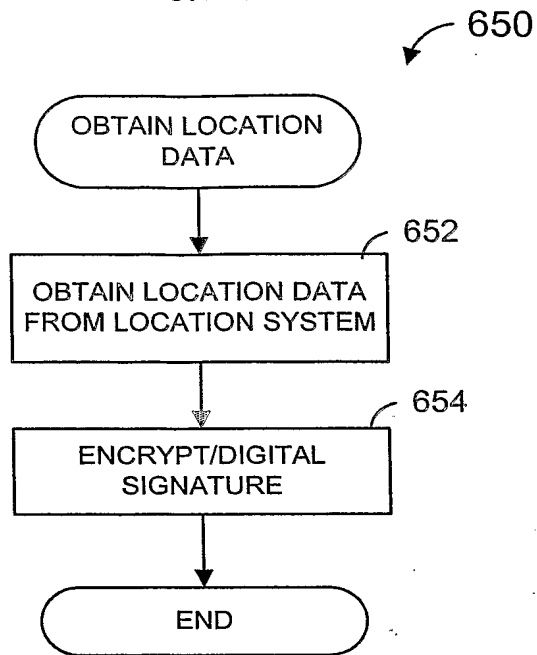 650
OBTAIN LOCATION
DATA
652
OBTAIN LOCATION DATA
FROM LOCATION SYSTEM
654
ENCRYPT/DIGITAL
SIGNATURE
END